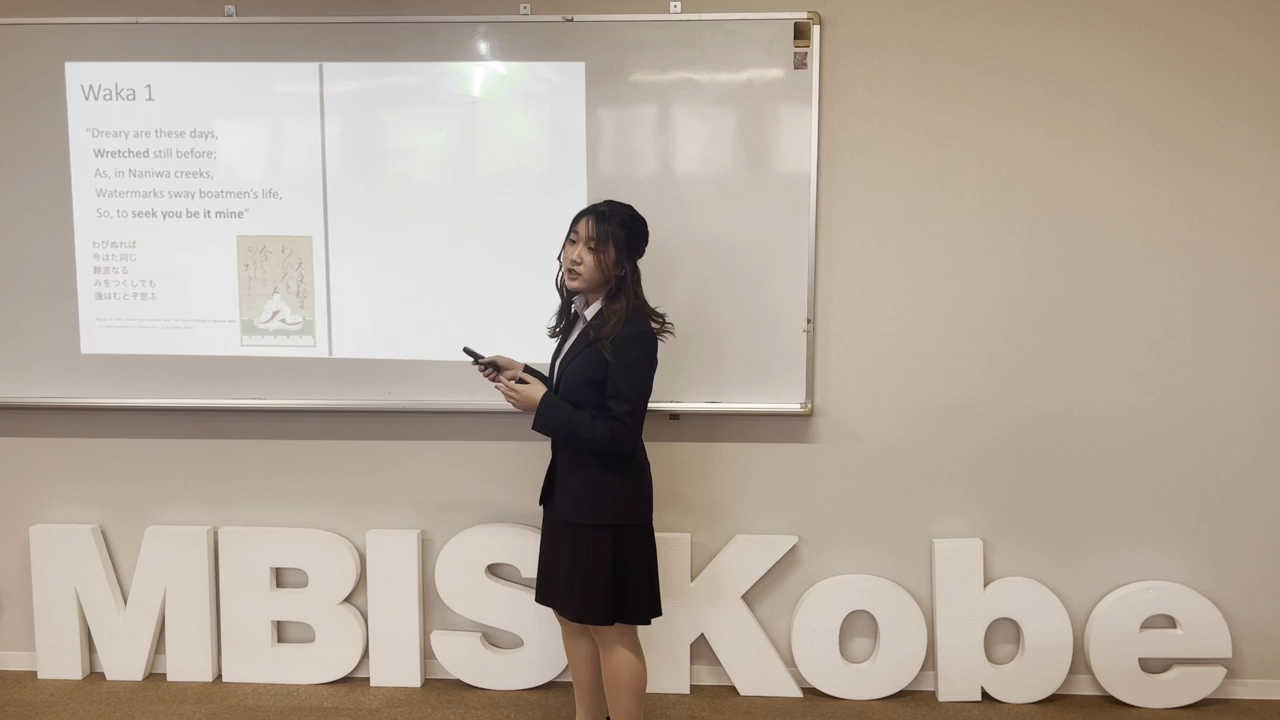 Waka 1
“Dreary are these days,
Wretched still before;
As, in Naniwa creeks,
Watermarks sway boatmen’s life,
So, to seek you be it mine”
わびぬれば
今はた同じ
難波なる
みをつくしても
逢はむとぞ思ふ
MBIS Kobe